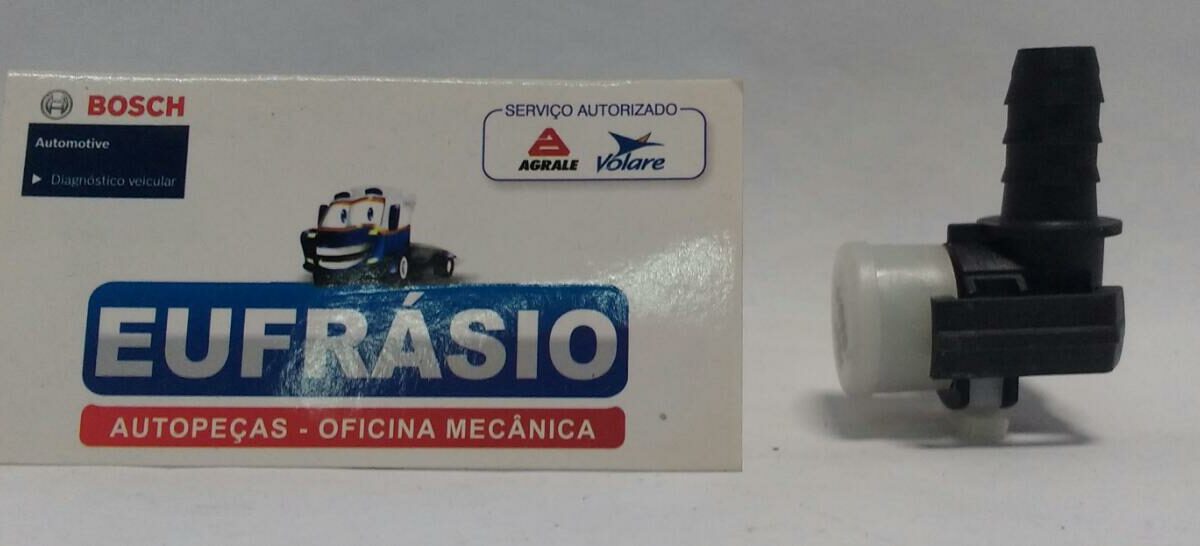 BOSCH
Automotive
Diagnóstico veicular
SERVIÇO AUTORIZADO
AGRALE
Volare
EUFRÁSIO
AUTOPEÇAS - OFICINA MECÂNICA